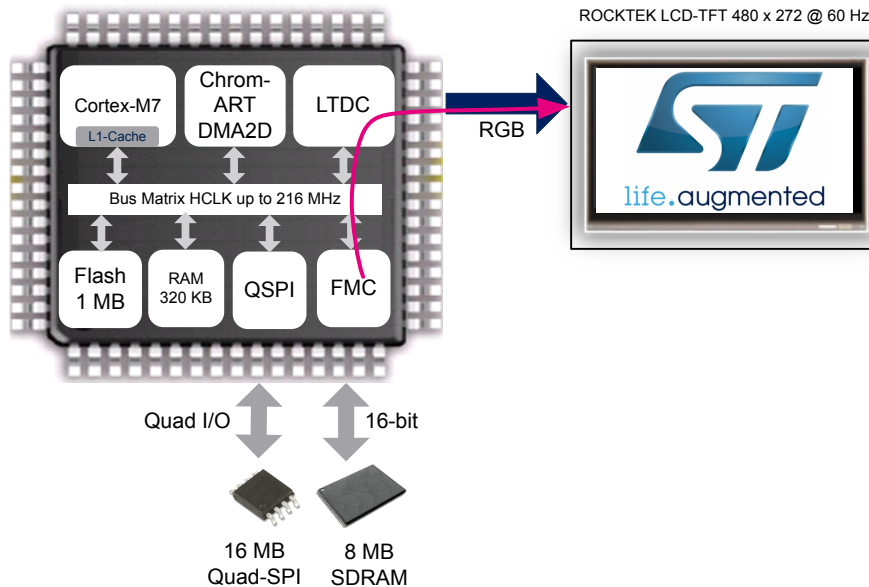 ROCKTEK LCD-TFT 480 x 272 @ 60 Hz
Cortex-M7
L1-Cache
Chrom-
ART
DMA2D
LTDC
RGB
ST
life.augmented
Bus Matrix HCLK up to 216 MHz
Flash
1 MB
RAM
320 KB
QSPI
FMC
Quad I/O
16-bit
16 MB
Quad-SPI
8 MB
SDRAM